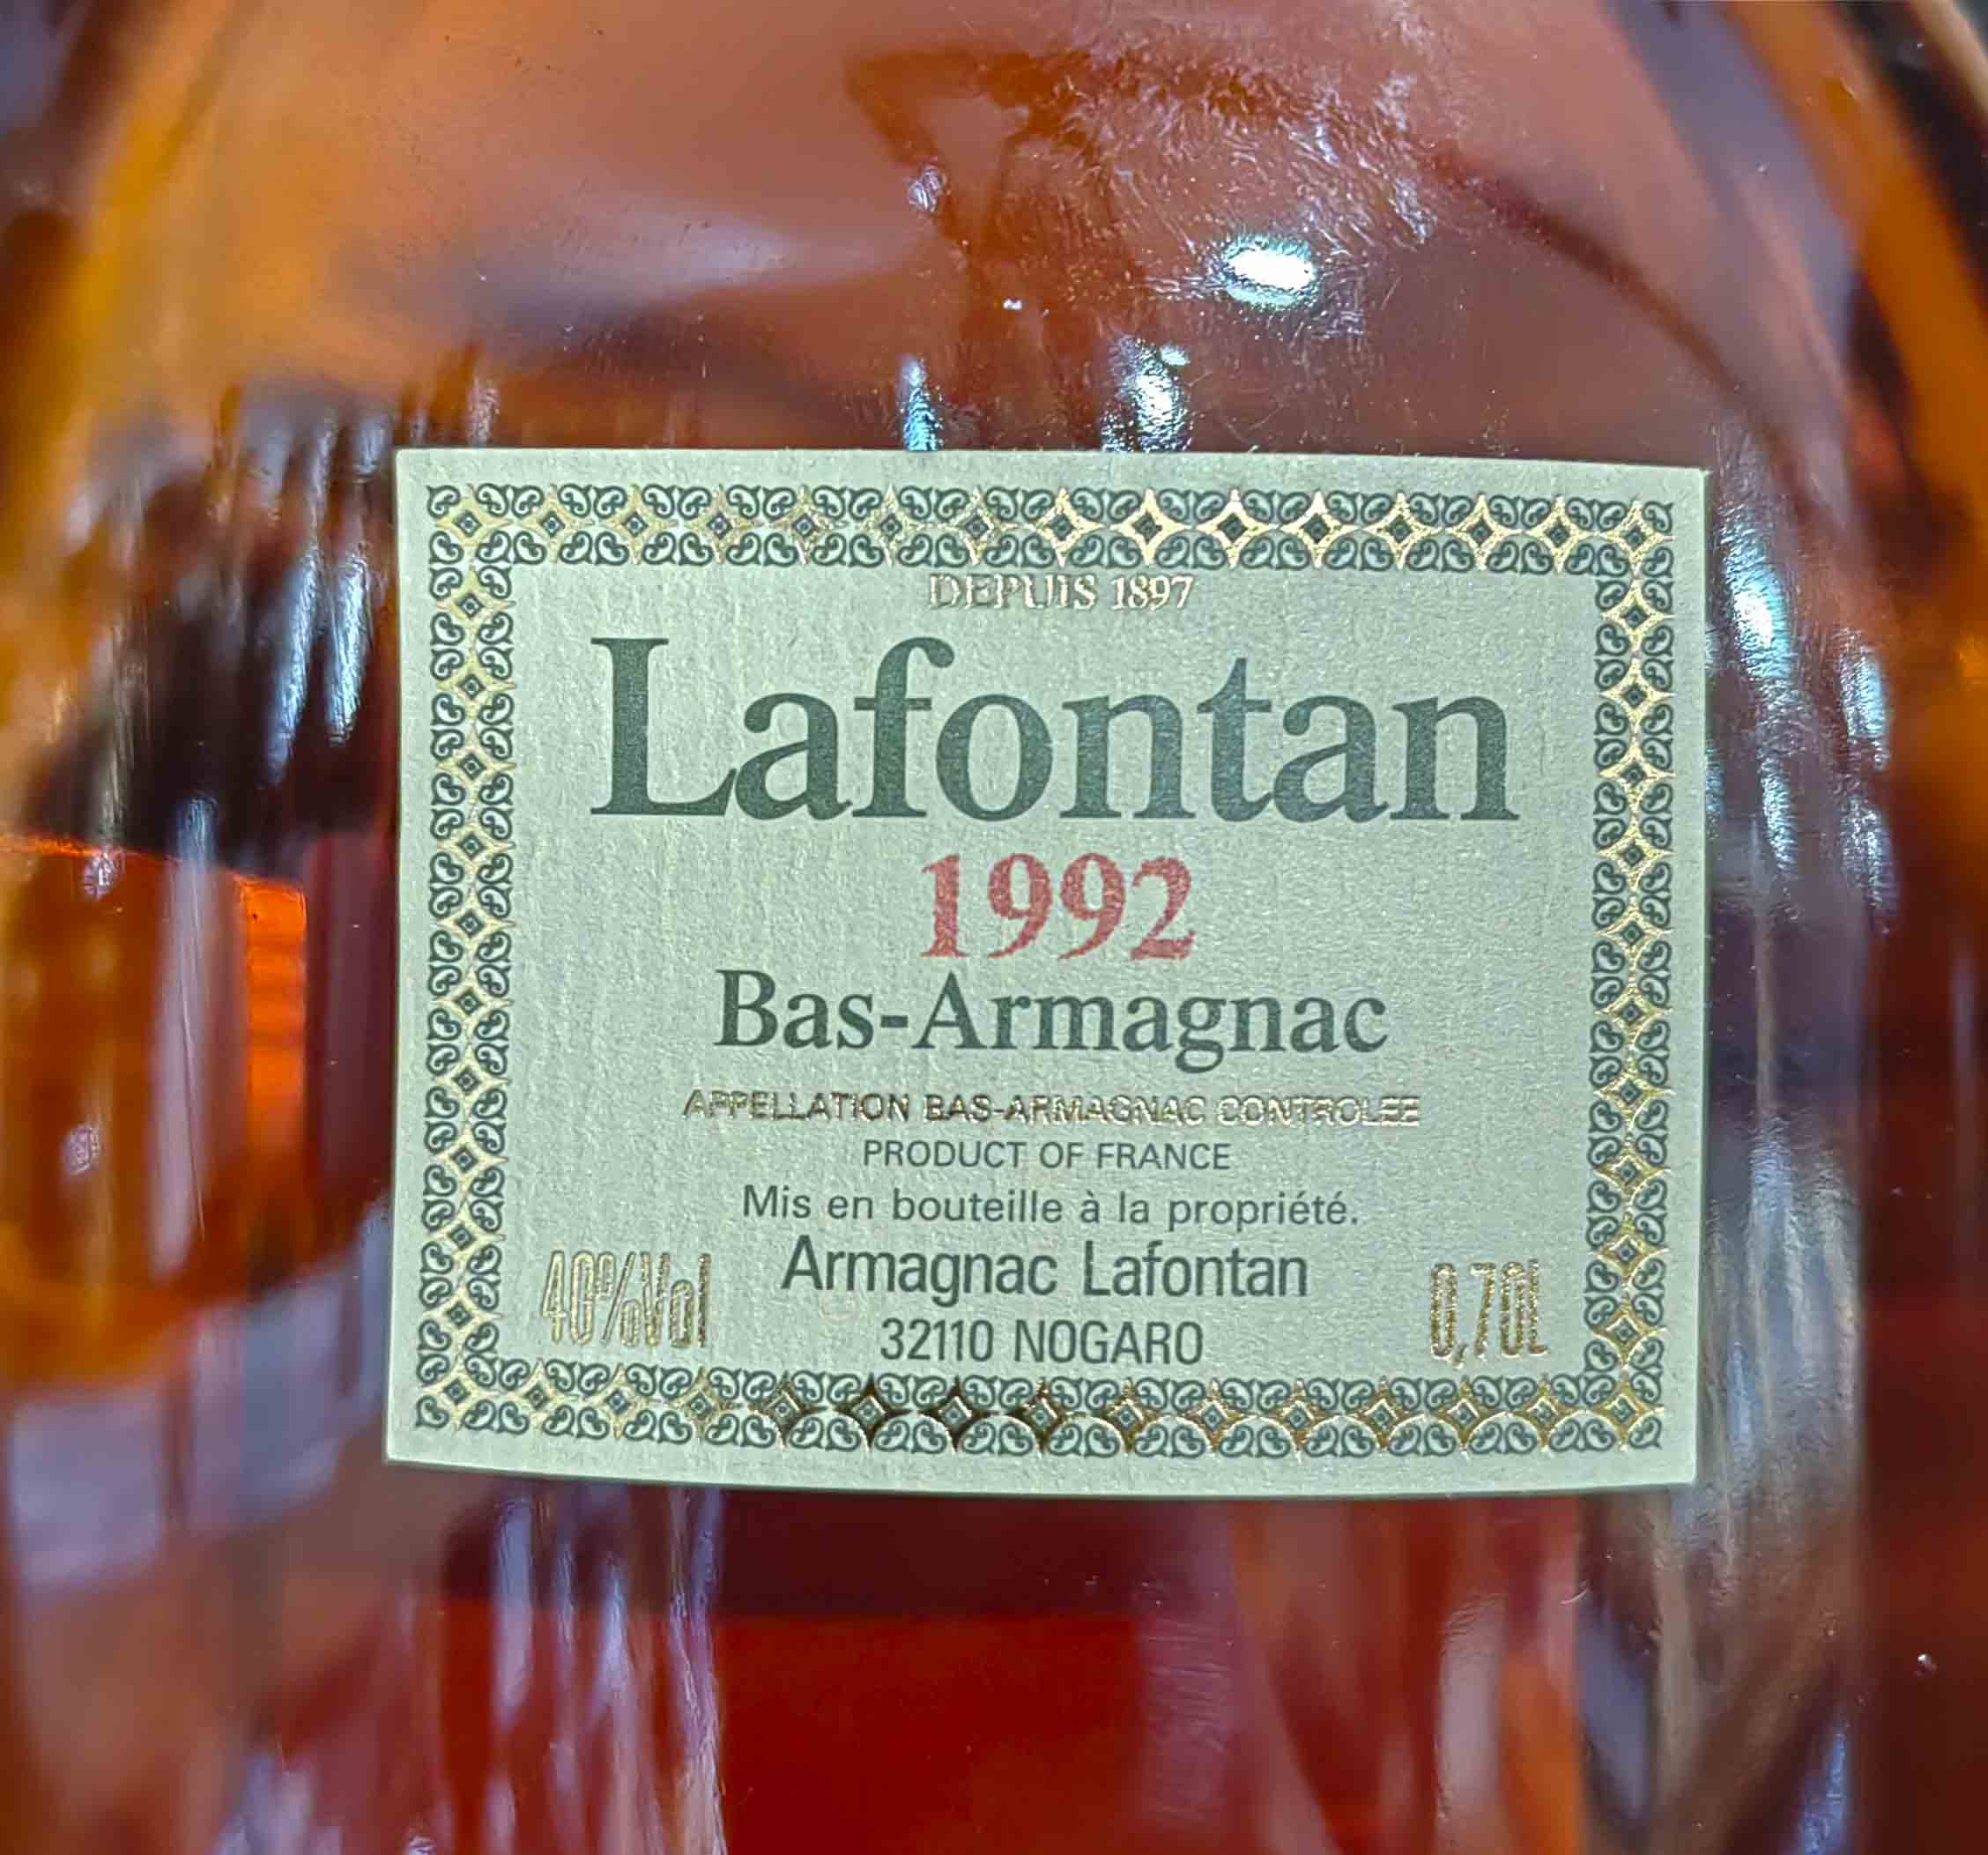 DEPUIS 1897
Lafontan
1992
Bas-Armagnac
APPELLATION BAS-ARMAGNAC CONTROLEE
PRODUCT OF FRANCE
Mis en bouteille à la propriété.
40%Vol Armagnac Lafontan 0,70L
32110 NOGARO